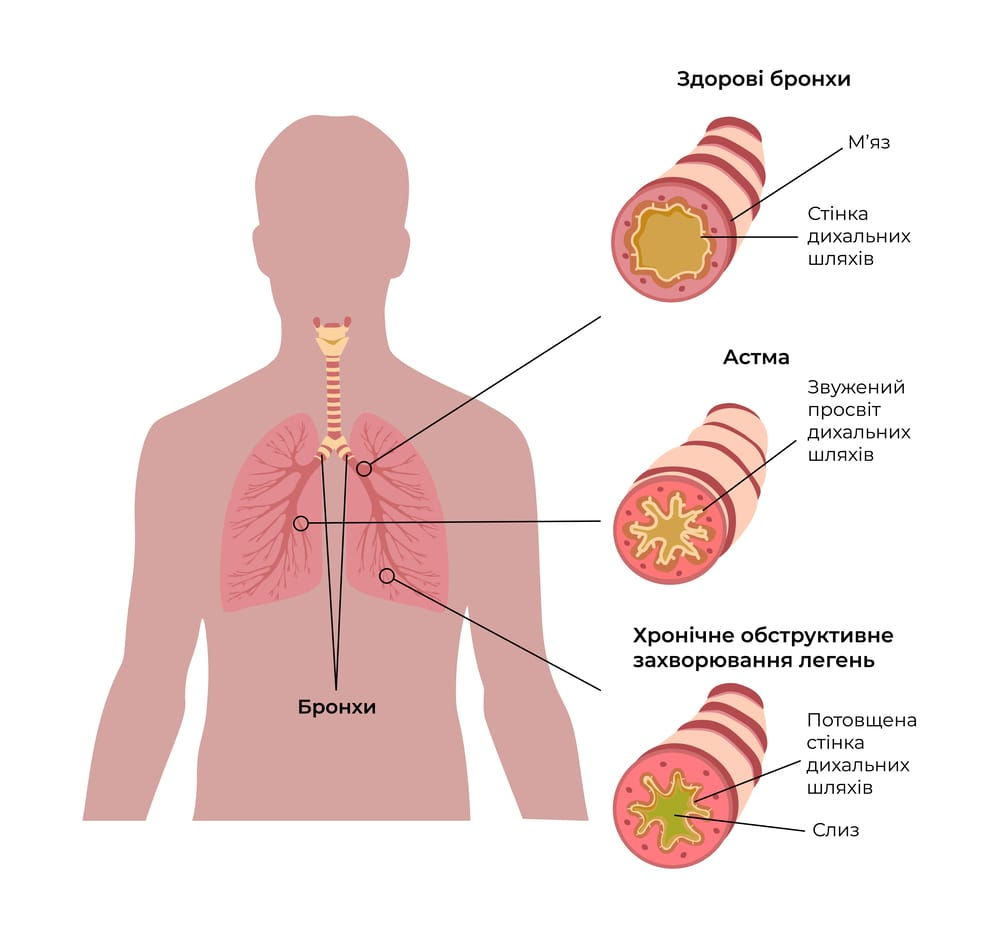 Здорові бронхи
М’яз
Стінка
дихальних
шляхів
Астма
Звужений
просвіт
дихальних
шляхів
Хронічне обструктивне
захворювання легень
Бронхи
Потовщена
стінка
дихальних
шляхів
Слиз